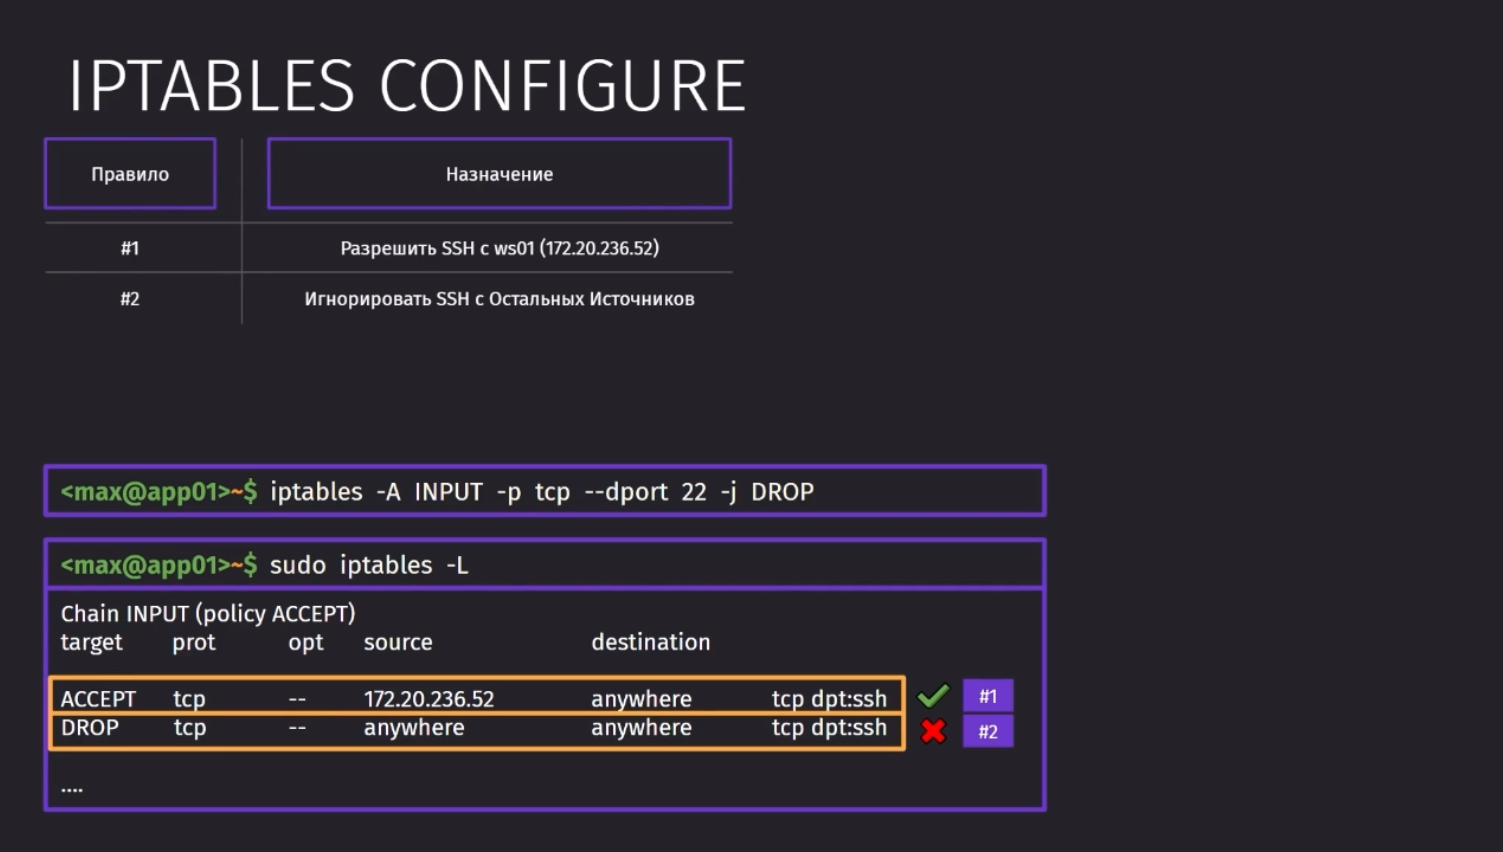 IPTABLES CONFIGURE
Правило Назначение
#1 Разрешить SSH с ws01 (172.20.236.52)
#2 Игнорировать SSH с Остальных Источников
<max@app01>~$ iptables -A INPUT -p tcp --dport 22 -j DROP
<max@app01>~$ sudo iptables -L
Chain INPUT (policy ACCEPT)
target prot opt source destination
ACCEPT tcp -- 172.20.236.52 anywhere tcp dpt:ssh #1
DROP tcp -- anywhere anywhere tcp dpt:ssh #2
....